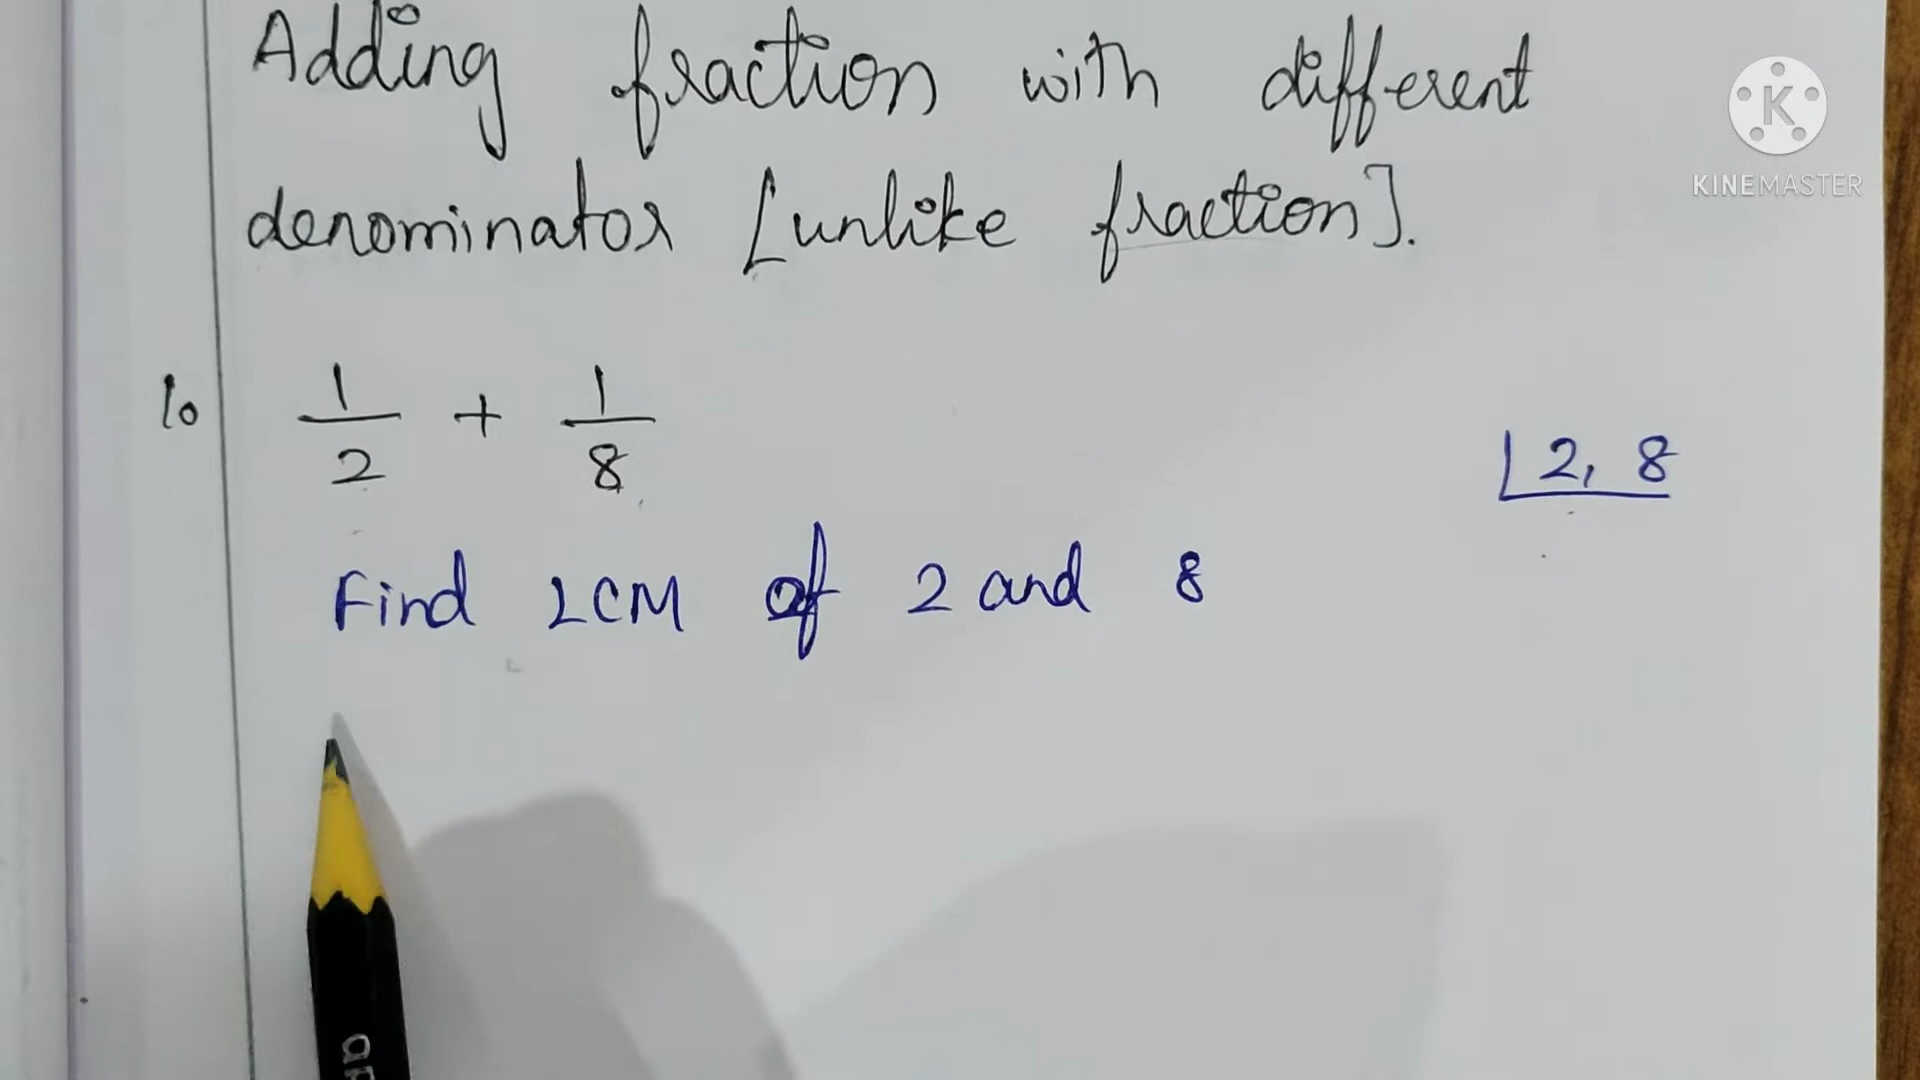 Adding fraction with different
K
KINEMASTER
denominator [unlike fraction].
1. 1/2 + 1/8
2, 8
Find LCM of 2 and 8
ap